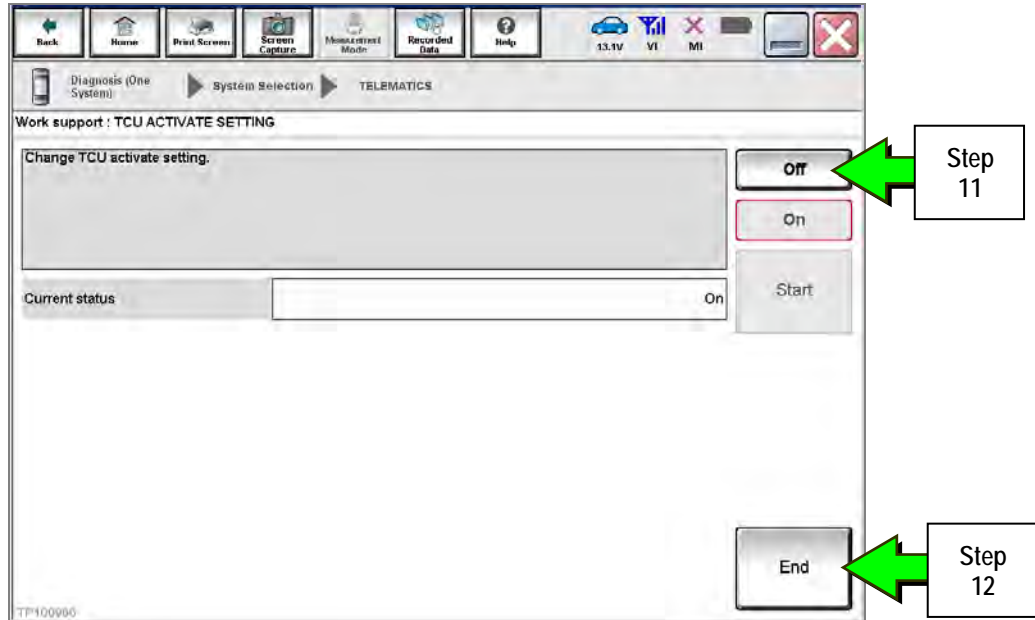 Back
Home
Print Screen
Screen
Capture
Measurement
Mode
Recorded
Data
Help
13.1V
VI
MI
Diagnosis (One
System)
System Selection
TELEMATICS
Work support : TCU ACTIVATE SETTING
Change TCU activate setting.
Off
Step
11
On
Current status
On
Start
End
Step
12